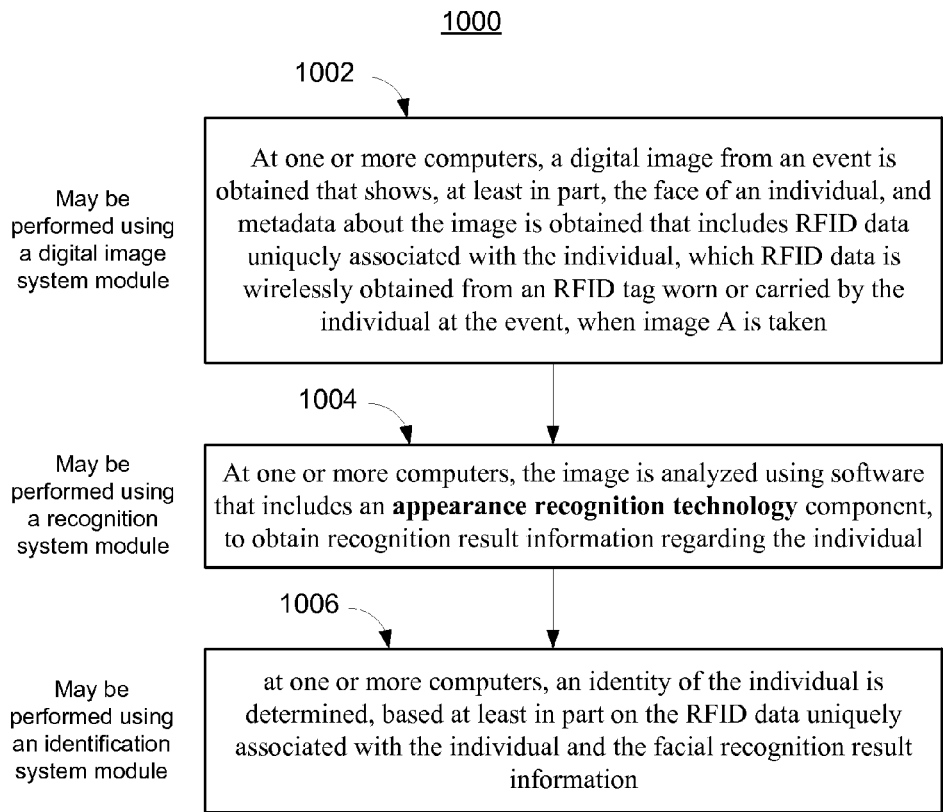 1000
1002
May be
performed using
a digital image
system module
At one or more computers, a digital image from an event is
obtained that shows, at least in part, the face of an individual, and
metadata about the image is obtained that includes RFID data
uniquely associated with the individual, which RFID data is
wirelessly obtained from an RFID tag worn or carried by the
individual at the event, when image A is taken
1004
May be
performed using
a recognition
system module
At one or more computers, the image is analyzed using software
that includes an appearance recognition technology component,
to obtain recognition result information regarding the individual
1006
May be
performed using
an identification
system module
at one or more computers, an identity of the individual is
determined, based at least in part on the RFID data uniquely
associated with the individual and the facial recognition result
information